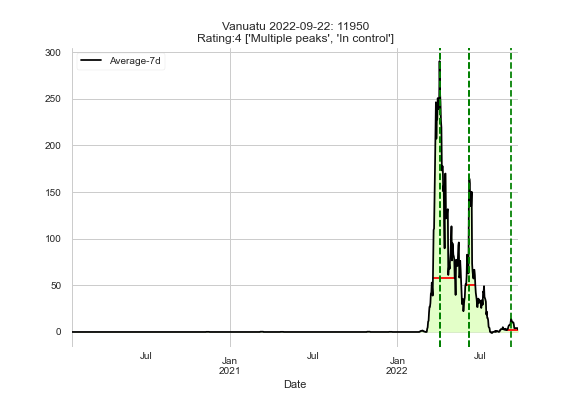 Vanuatu 2022-09-22: 11950
Rating:4 ['Multiple peaks', 'In control']
300
Average-7d
250
200
150
100
50
0
Jul Jan Jul Jan Jul
2021 2022
Date